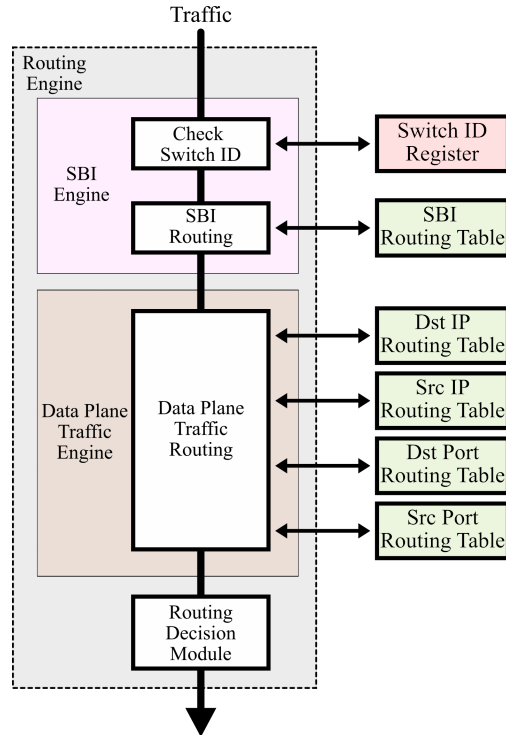 Traffic
Routing
Engine
Check
Switch ID
Switch ID
Register
SBI
Engine
SBI
Routing
SBI
Routing Table
Dst IP
Routing Table
Src IP
Routing Table
Data Plane
Traffic
Engine
Data Plane
Traffic
Routing
Dst Port
Routing Table
Src Port
Routing Table
Routing
Decision
Module